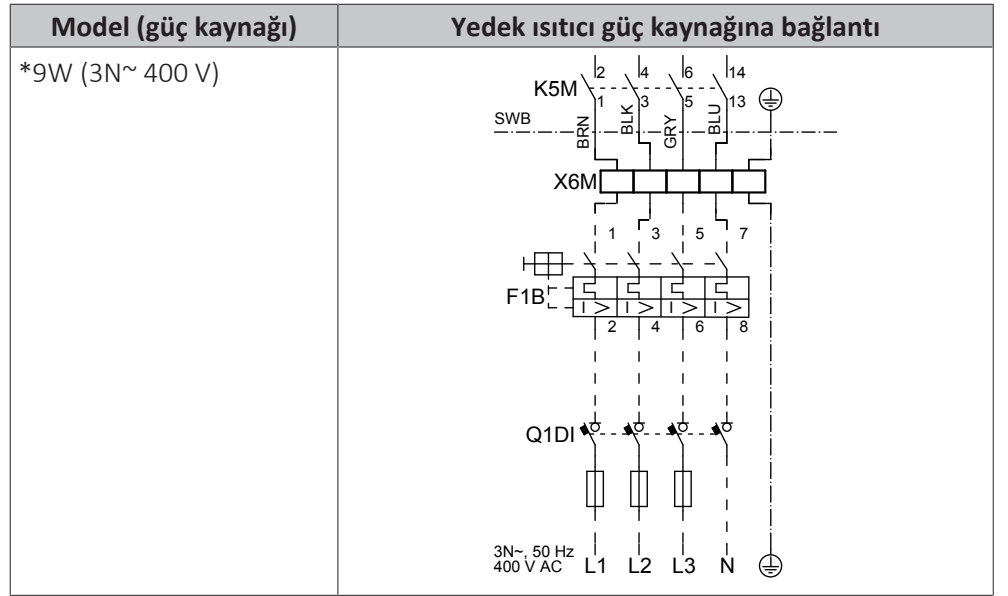 Model (güç kaynağı) Yedek ısıtıcı güç kaynağına bağlantı
*9W (3N~ 400 V)
2 4 6 14
K5M
1 3 5 13
SWB
BRN BLK GRY BLU
X6M
1 3 5 7
F1B
I > I > I > I >
2 4 6 8
Q1DI
3N~, 50 Hz
400 V AC L1 L2 L3 N